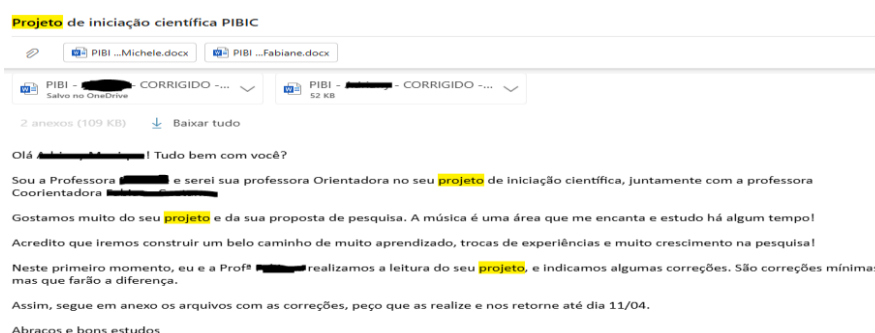 Projeto de iniciação científica PIBIC
PIBI ...Michele.docx PIBI ...Fabiane.docx
PIBI - - CORRIGIDO -... PIBI - - CORRIGIDO -...
Salvo no OneDrive 52 KB
2 anexos (109 KB) Baixar tudo
Olá ! Tudo bem com você?
Sou a Professora e serei sua professora Orientadora no seu projeto de iniciação científica, juntamente com a professora
Coorientadora
Gostamos muito do seu projeto e da sua proposta de pesquisa. A música é uma área que me encanta e estudo há algum tempo!
Acredito que iremos construir um belo caminho de muito aprendizado, trocas de experiências e muito crescimento na pesquisa!
Neste primeiro momento, eu e a Profª realizamos a leitura do seu projeto, e indicamos algumas correções. São correções mínimas
mas que farão a diferença.
Assim, segue em anexo os arquivos com as correções, peço que as realize e nos retorne até dia 11/04.
Abraços e bons estudos